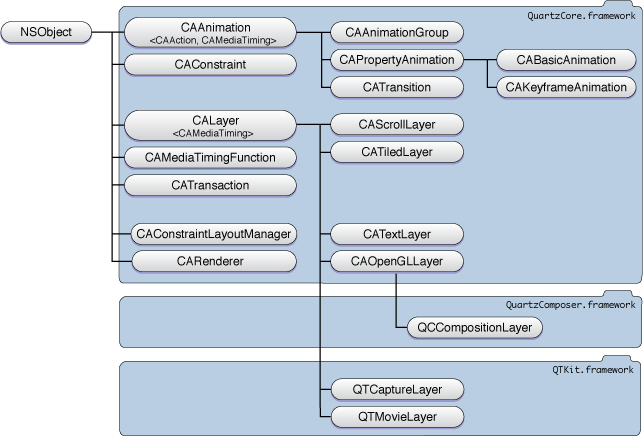 QuartzCore.framework
NSObject
CAAnimation
<CAAction, CAMediaTiming>
CAAnimationGroup
CAConstraint
CAPropertyAnimation
CABasicAnimation
CATransition
CAKeyframeAnimation
CALayer
<CAMediaTiming>
CAScrollLayer
CAMediaTimingFunction
CATiledLayer
CATransaction
CAConstraintLayoutManager
CATextLayer
CARenderer
CAOpenGLLayer
QuartzComposer.framework
QCCompositionLayer
QTKit.framework
QTCaptureLayer
QTMovieLayer